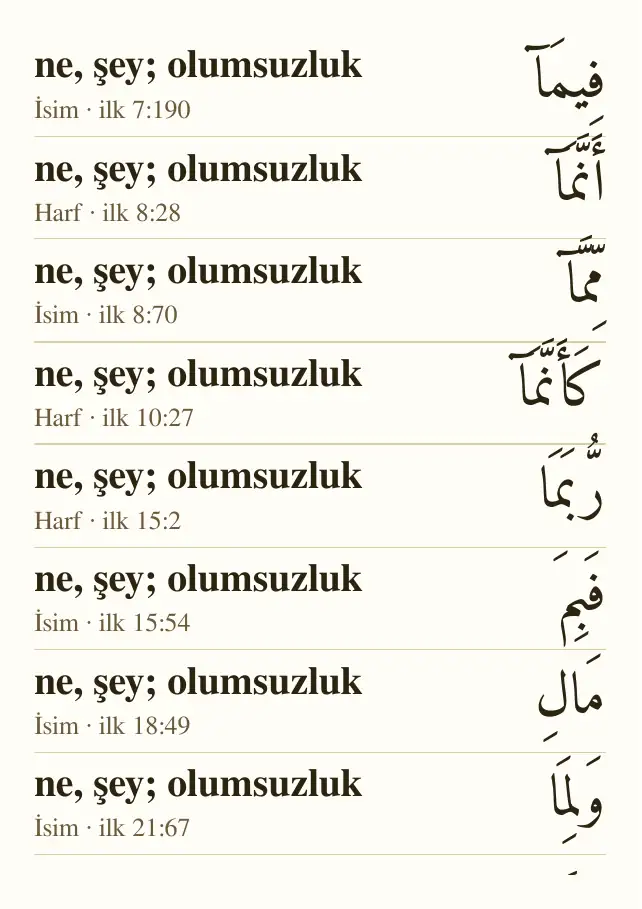 ne, şey; olumsuzluk
فِيمَآ
İsim · ilk 7:190
ne, şey; olumsuzluk
أَنَّمَآ
Harf · ilk 8:28
ne, şey; olumsuzluk
مِّمَّآ
İsim · ilk 8:70
ne, şey; olumsuzluk
كَأَنَّمَآ
Harf · ilk 10:27
ne, şey; olumsuzluk
رُّبَمَا
Harf · ilk 15:2
ne, şey; olumsuzluk
فَبِمَ
İsim · ilk 15:54
ne, şey; olumsuzluk
مَالِ
İsim · ilk 18:49
ne, şey; olumsuzluk
وَلِمَا
İsim · ilk 21:67